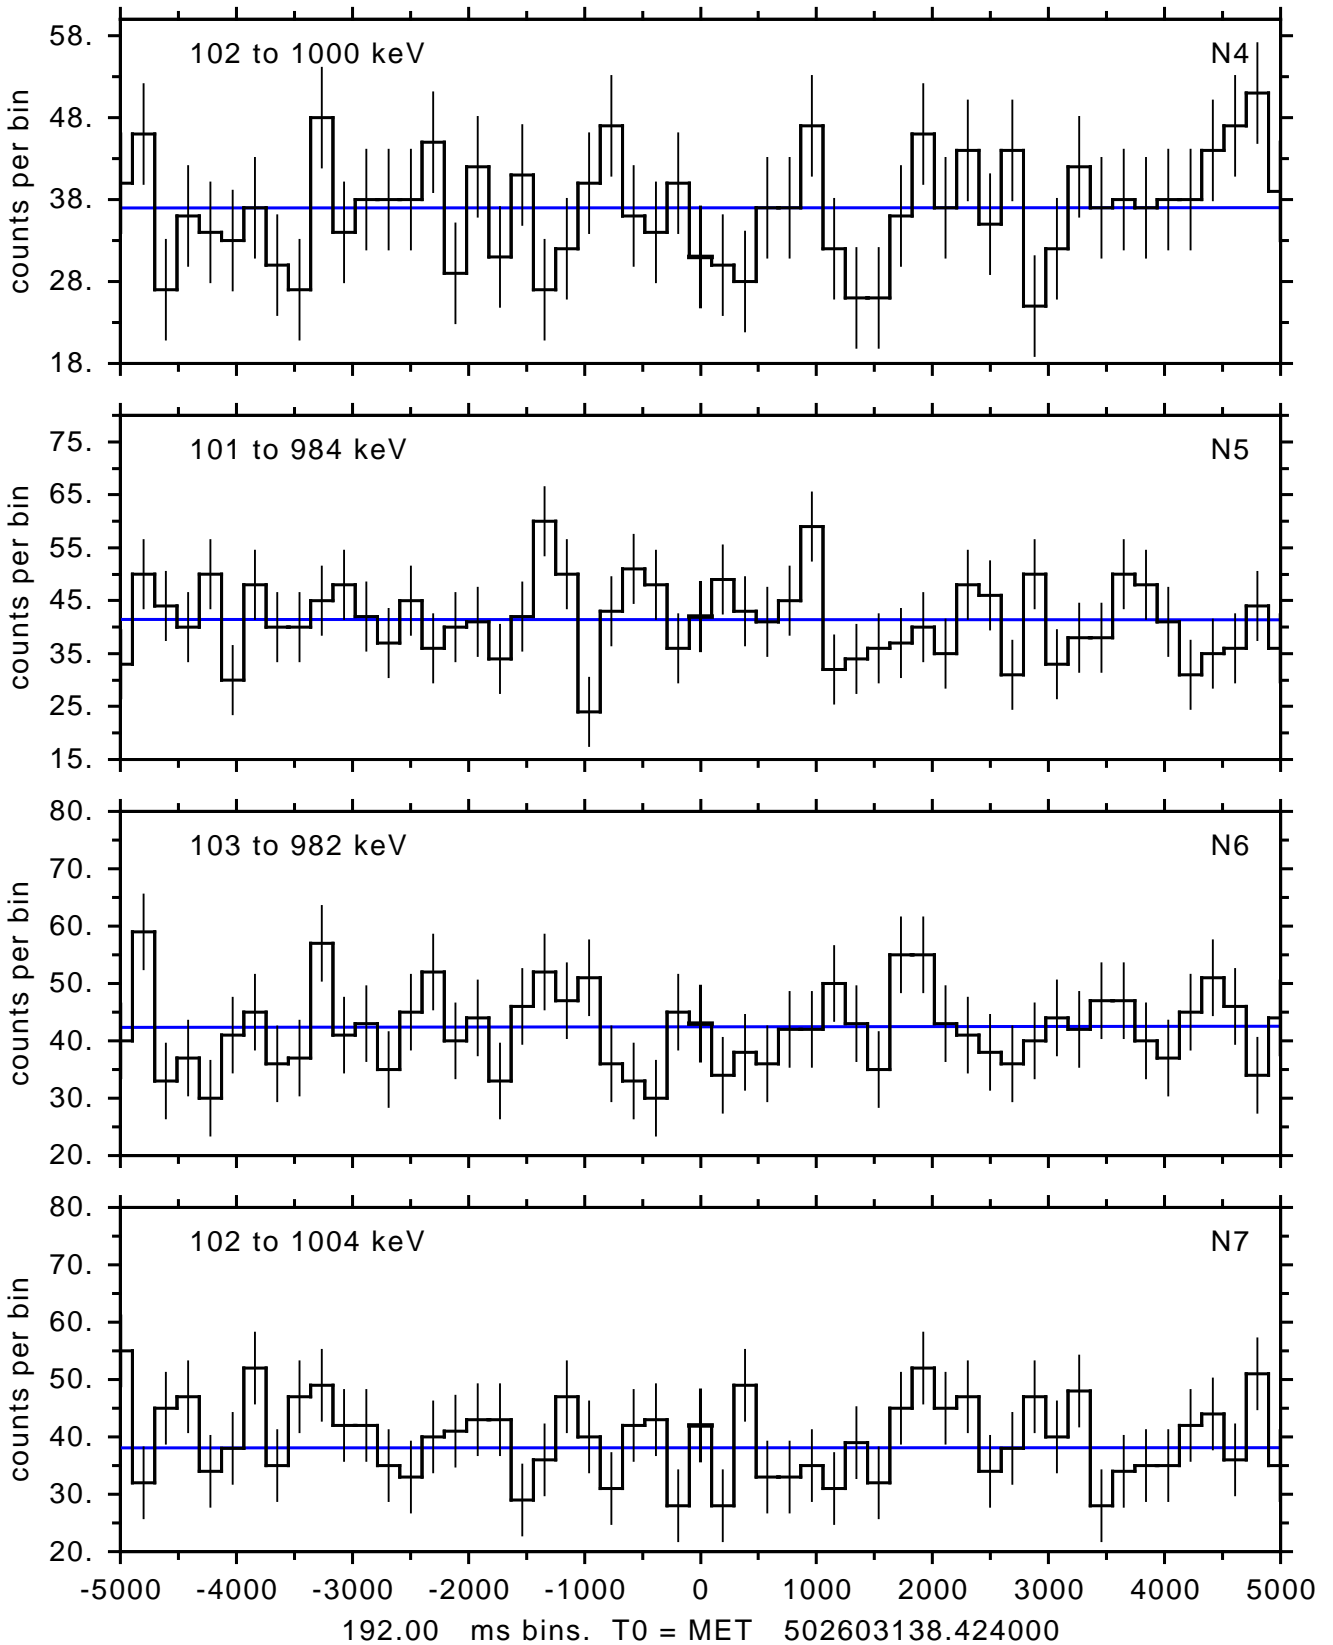 58.
48.
38.
28.
18.
counts per bin
102 to 1000 keV
N4
75.
65.
55.
45.
35.
25.
15.
counts per bin
101 to 984 keV
N5
80.
70.
60.
50.
40.
30.
20.
counts per bin
103 to 982 keV
N6
80.
70.
60.
50.
40.
30.
20.
counts per bin
102 to 1004 keV
N7
-5000 -4000 -3000 -2000 -1000 0 1000 2000 3000 4000 5000
192.00 ms bins. T0 = MET 502603138.424000